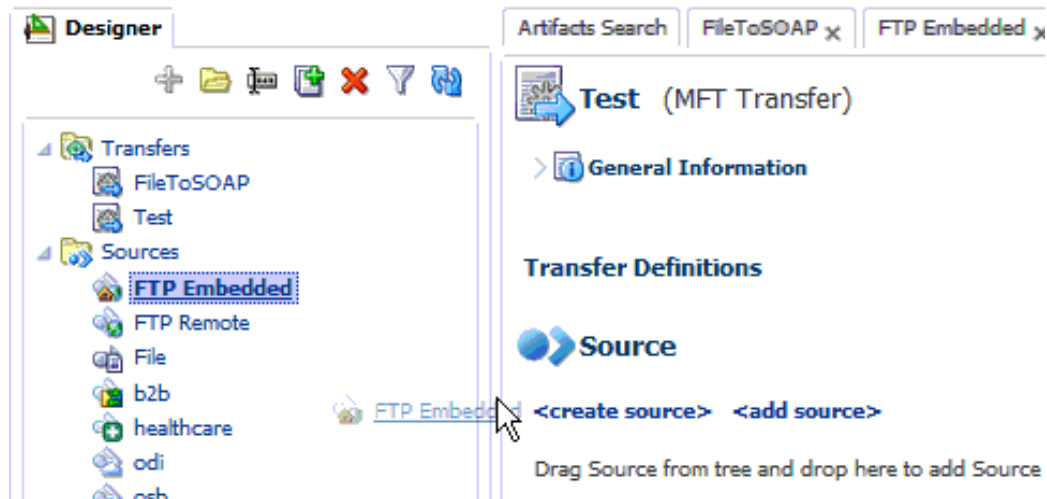 Designer
Transfers
FileToSOAP
Test
Sources
FTP Embedded
FTP Remote
File
b2b
healthcare
odi
osb
FTP Embedded
Artifacts Search
FileToSOAP
FTP Embedded
Test (MFT Transfer)
General Information
Transfer Definitions
Source
<create source> <add source>
Drag Source from tree and drop here to add Source